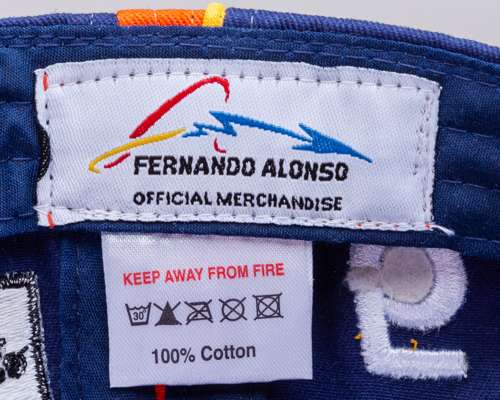 FERNANDO ALONSO
OFFICIAL MERCHANDISE
KEEP AWAY FROM FIRE
30°
100% Cotton